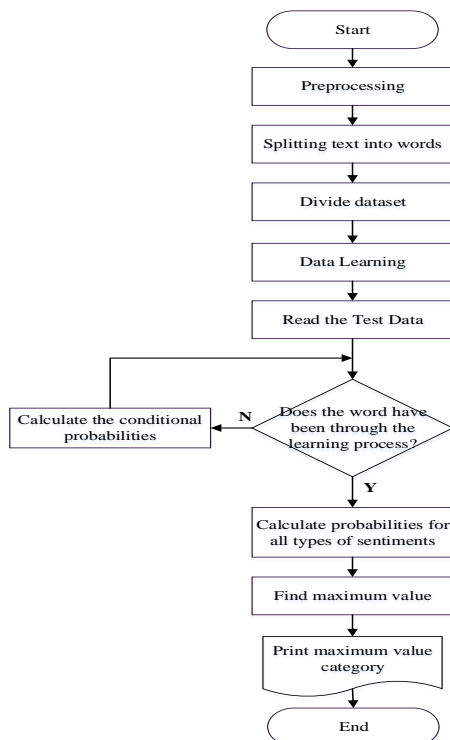 Start
Preprocessing
Splitting text into words
Divide dataset
Data Learning
Read the Test Data
Does the word have
been through the
learning process?
N
Calculate the conditional
probabilities
Y
Calculate probabilities for
all types of sentiments
Find maximum value
Print maximum value
category
End